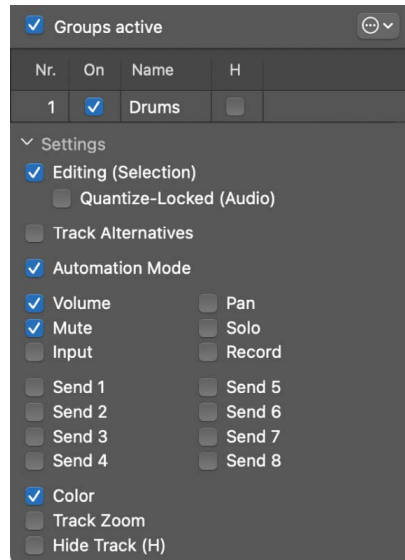 Groups active
Nr. On Name H
1 Drums
Settings
Editing (Selection)
Quantize-Locked (Audio)
Track Alternatives
Automation Mode
Volume Pan
Mute Solo
Input Record
Send 1 Send 5
Send 2 Send 6
Send 3 Send 7
Send 4 Send 8
Color
Track Zoom
Hide Track (H)